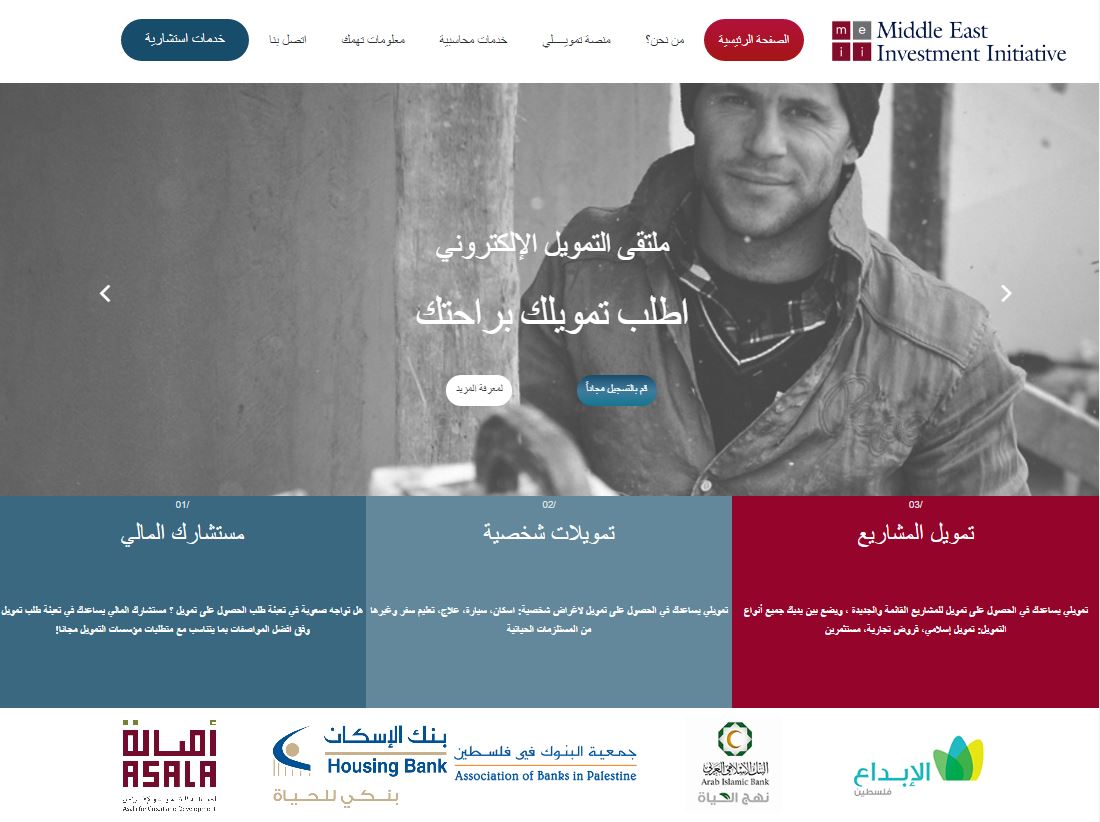 me
ii
Middle East
Investment Initiative
الصفحة الرئيسية
من نحن؟
منصة تمويـــلي
خدمات محاسبية
معلومات تهمك
اتصل بنا
خدمات استشارية
ملتقى التمويل الإلكتروني
اطلب تمويلك براحتك
قم بالتسجيل مجاناً
لمعرفة المزيد
03/
تمويل المشاريع
تمويلي يساعدك في الحصول على تمويل للمشاريع القائمة والجديدة ، ويضع بين يديك جميع أنواع
التمويل: تمويل إسلامي، قروض تجارية، مستثمرين
02/
تمويلات شخصية
تمويلي يساعدك في الحصول على تمويل لاغراض شخصية: اسكان، سيارة، علاج، تعليم سفر وغيرها
من المستلزمات الحياتية
01/
مستشارك المالي
هل تواجه صعوبة في تعبئة طلب الحصول على تمويل ؟ مستشارك المالي يساعدك في تعبئة طلب تمويل
وفق افضل المواصفات بما يتناسب مع متطلبات مؤسسات التمويل مجانا!
الإبداع
فلسطين
البنك الإسلامي العربي
Arab Islamic Bank
نهج الحياة
جمعية البنوك في فلسطين
Association of Banks in Palestine
بنك الإسكان
Housing Bank
بنكي للحياة
أصالة
ASALA